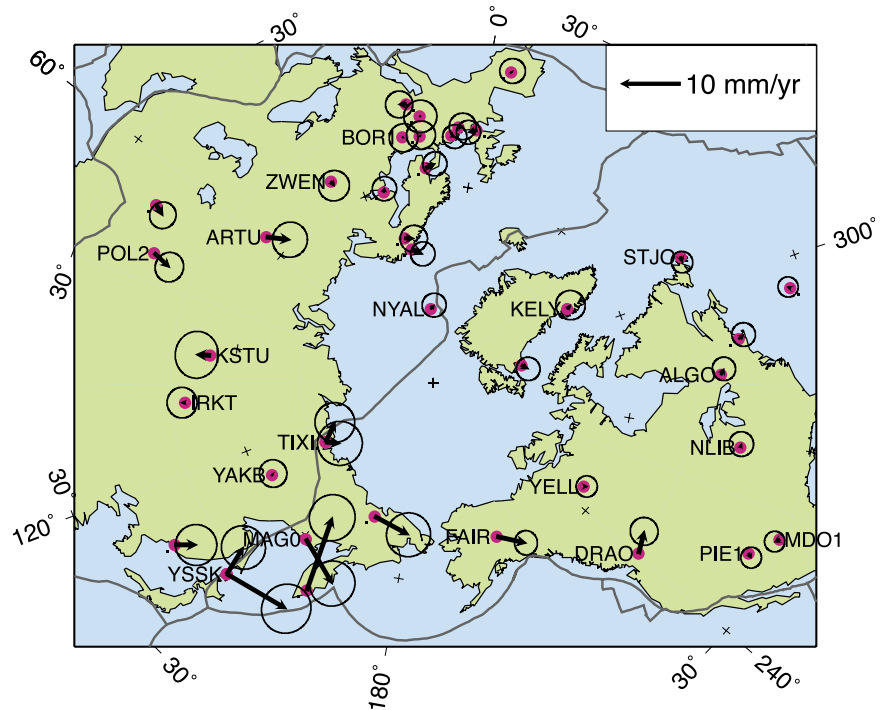 30°
0
30°
60°
10 mm/yr
BOR1
ZWEN
ARTU
POL2
300°
STJO
30°
NYAL
KELY
KSTU
ALGO
IRKT
TIXI
NLIB
YAKB
YELL
30°
120°
MAG0
FAIR
MDO1
DRAO
PIE1
YSSK
30°
180°
30°
240°